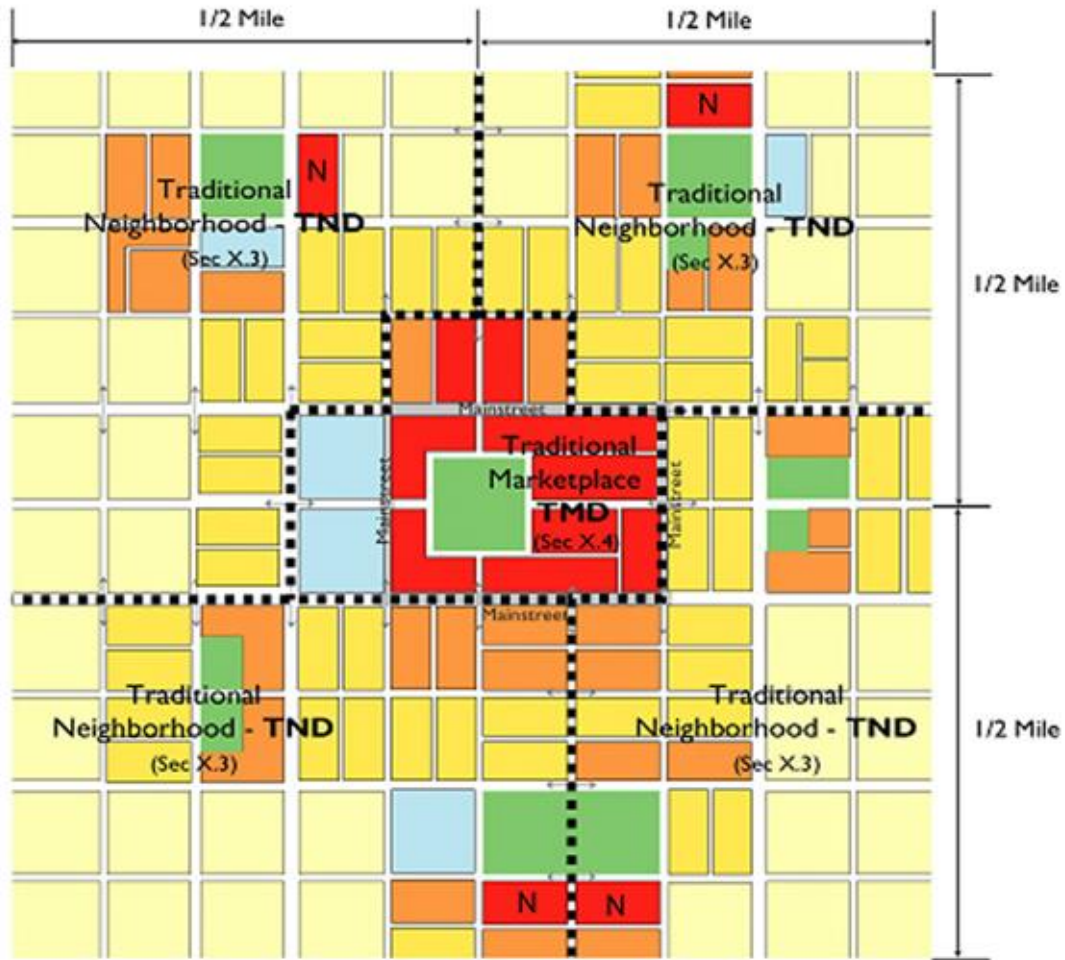 1/2 Mile
1/2 Mile
N
N
Traditional
Neighborhood - TND
(Sec X.3)
Traditional
Neighborhood - TND
(Sec X.3)
1/2 Mile
Mainstreet
Mainstreet
Traditional
Marketplace
TMD
(Sec X.4)
Mainstreet
Mainstreet
Traditional
Neighborhood - TND
(Sec X.3)
Traditional
Neighborhood - TND
(Sec X.3)
1/2 Mile
N
N